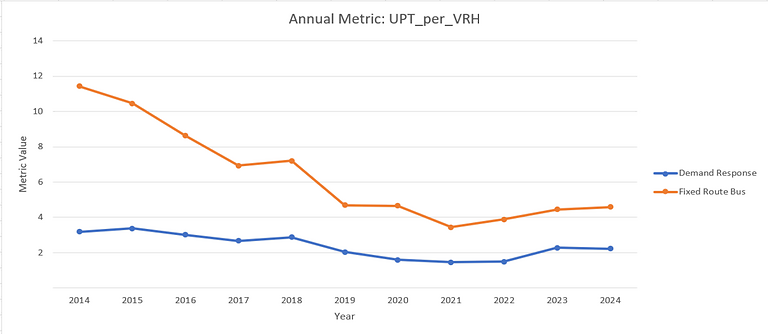 Annual Metric: UPT_per_VRH
14
12
10
8
6
4
2
Metric Value
2014 2015 2016 2017 2018 2019 2020 2021 2022 2023 2024
Year
Demand Response
Fixed Route Bus